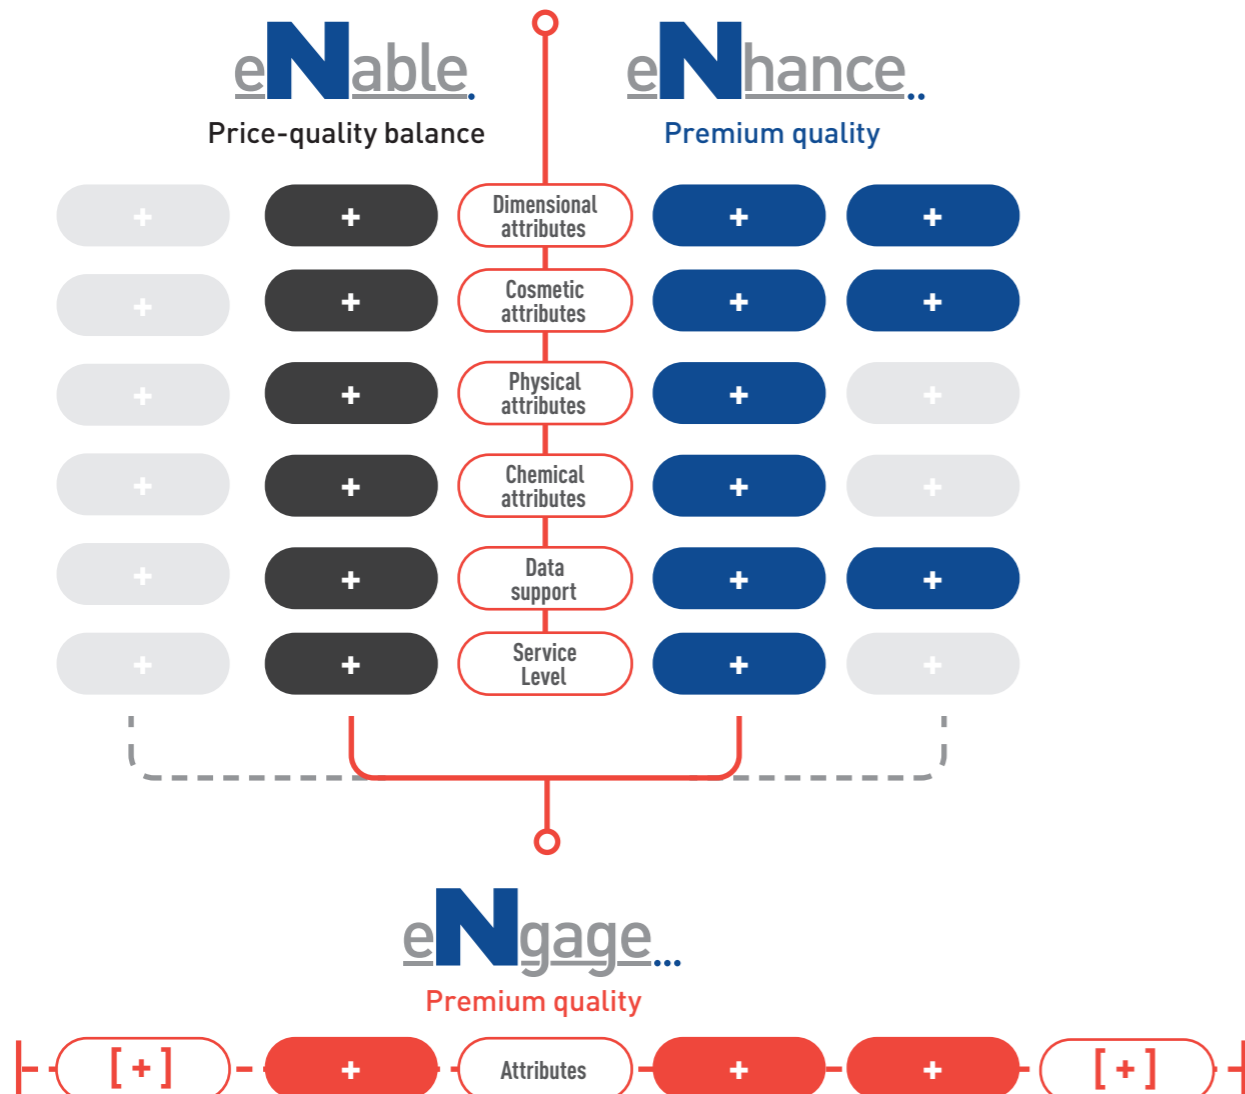 eNable. eNhance..
Price-quality balance Premium quality
+ + Dimensional attributes + +
+ + Cosmetic attributes + +
+ + Physical attributes + +
+ + Chemical attributes + +
+ + Data support + +
+ + Service Level + +
eNgage...
Premium quality
[+] + Attributes + + [+]